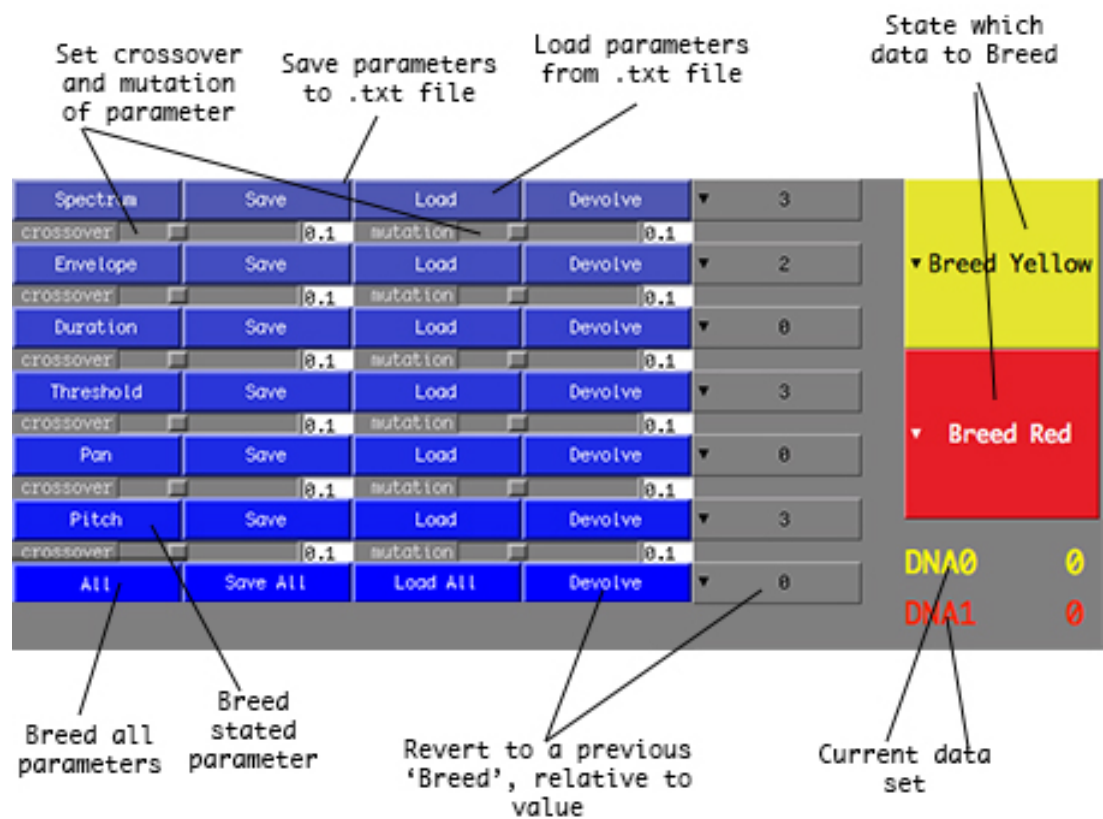 State which
data to Breed
Load parameters
from .txt file
Set crossover
and mutation
of parameter
Save parameters
to .txt file
Spectrum Save Load Devolve ▼ 3
crossover 0.1 mutation 0.1
Envelope Save Load Devolve ▼ 2
crossover 0.1 mutation 0.1
Duration Save Load Devolve ▼ 0
crossover 0.1 mutation 0.1
Threshold Save Load Devolve ▼ 3
crossover 0.1 mutation 0.1
Pan Save Load Devolve ▼ 0
crossover 0.1 mutation 0.1
Pitch Save Load Devolve ▼ 3
crossover 0.1 mutation 0.1
All Save All Load All Devolve ▼ 0
▼ Breed Yellow
▼ Breed Red
DNA0 0
DNA1 0
Breed all
parameters
Breed
stated
parameter
Revert to a previous
‘Breed’, relative to
value
Current data
set